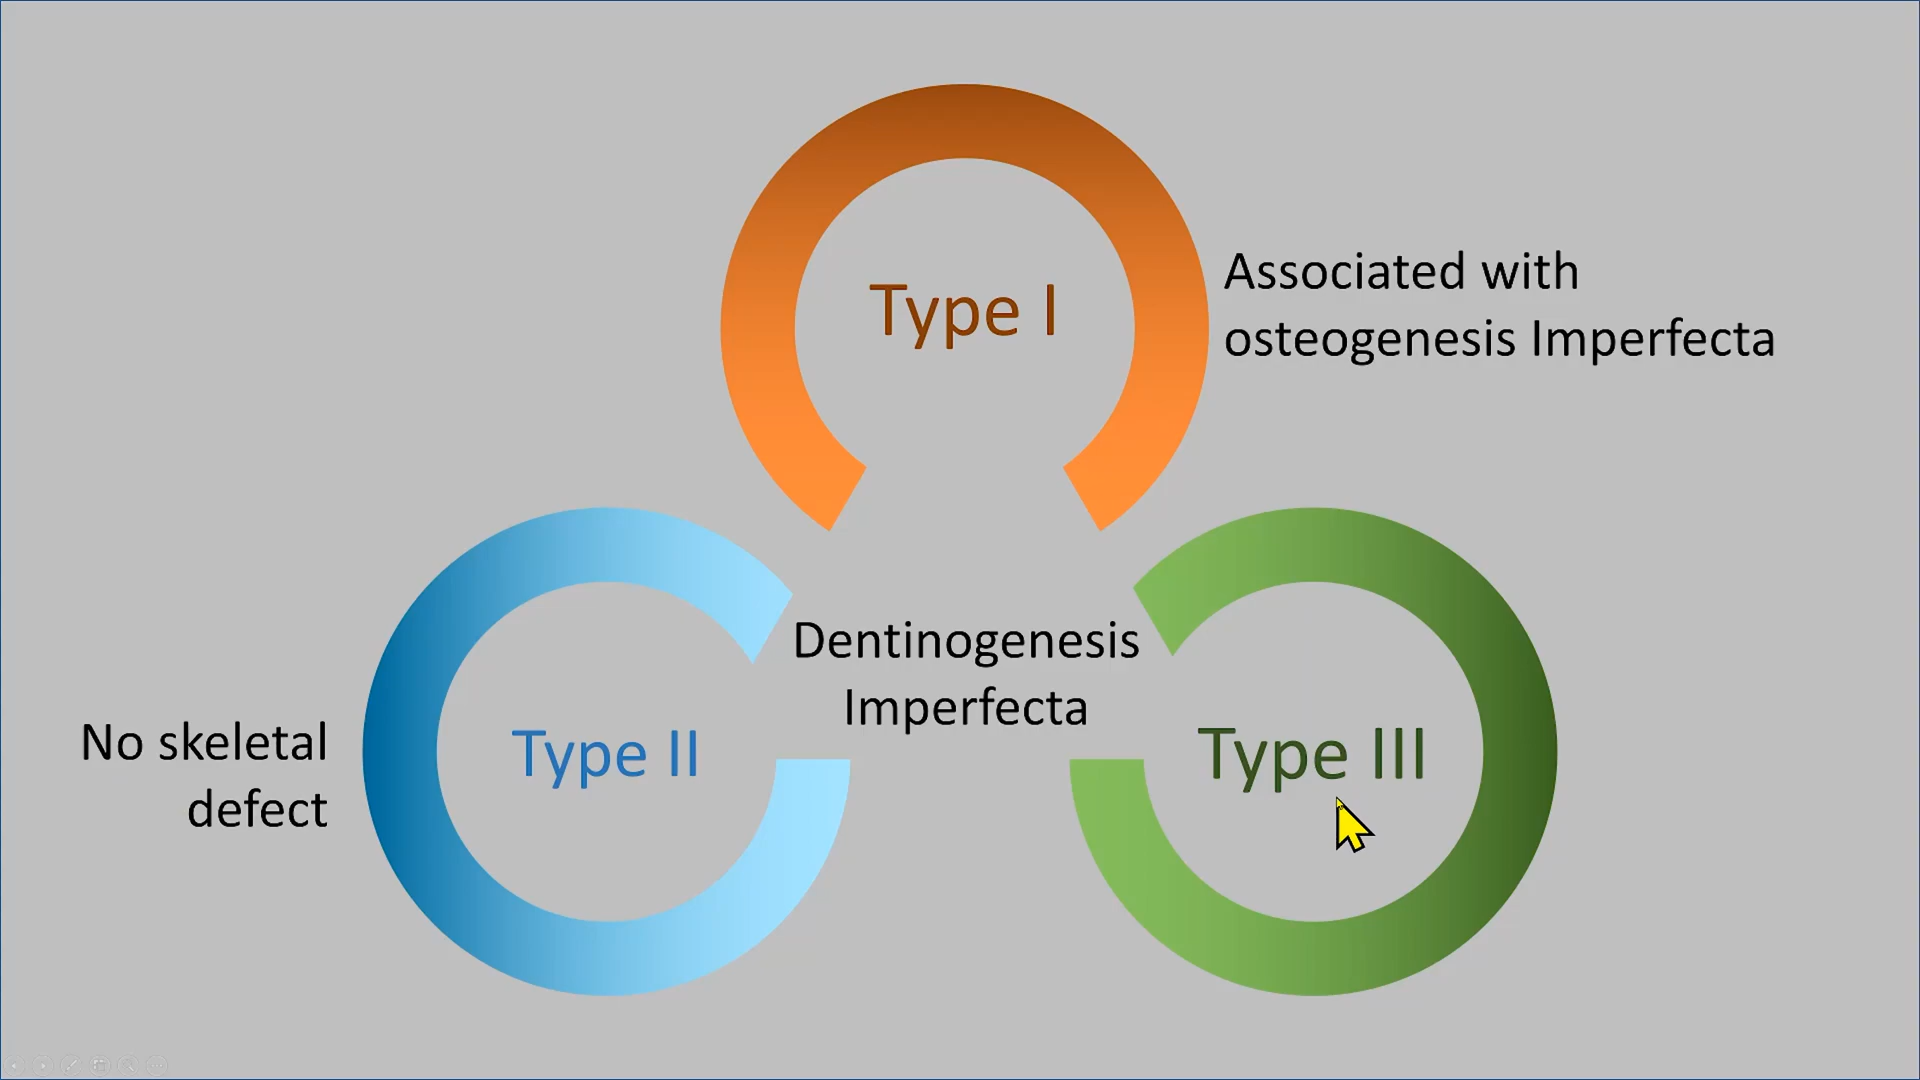 Type I
Associated with
osteogenesis Imperfecta
Dentinogenesis
Imperfecta
No skeletal
defect
Type II
Type III